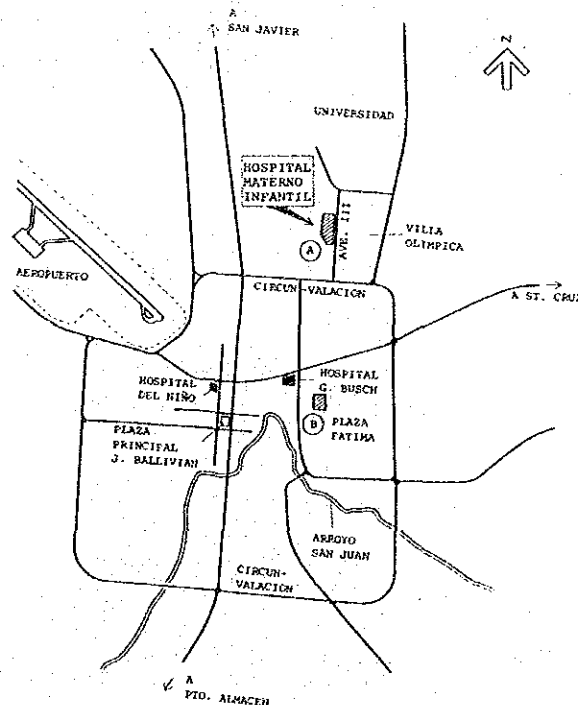 A
SAN JAVIER
N
UNIVERSIDAD
HOSPITAL
MATERNO
INFANTIL
AVE. III
VILLA
OLIMPICA
A
AEROPUERTO
CIRCUN-VALACION
A ST. CRUZ
HOSPITAL
DEL NIÑO
HOSPITAL
G. BUSCH
PLAZA
PRINCIPAL
J. BALLIVIAN
B
PLAZA
FATIMA
ARROYO
SAN JUAN
CIRCUN-
VALACION
A
PTO. ALMACEN